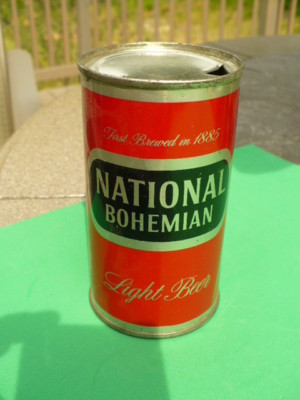 First Brewed in 1885
NATIONAL
BOHEMIAN
Light Beer